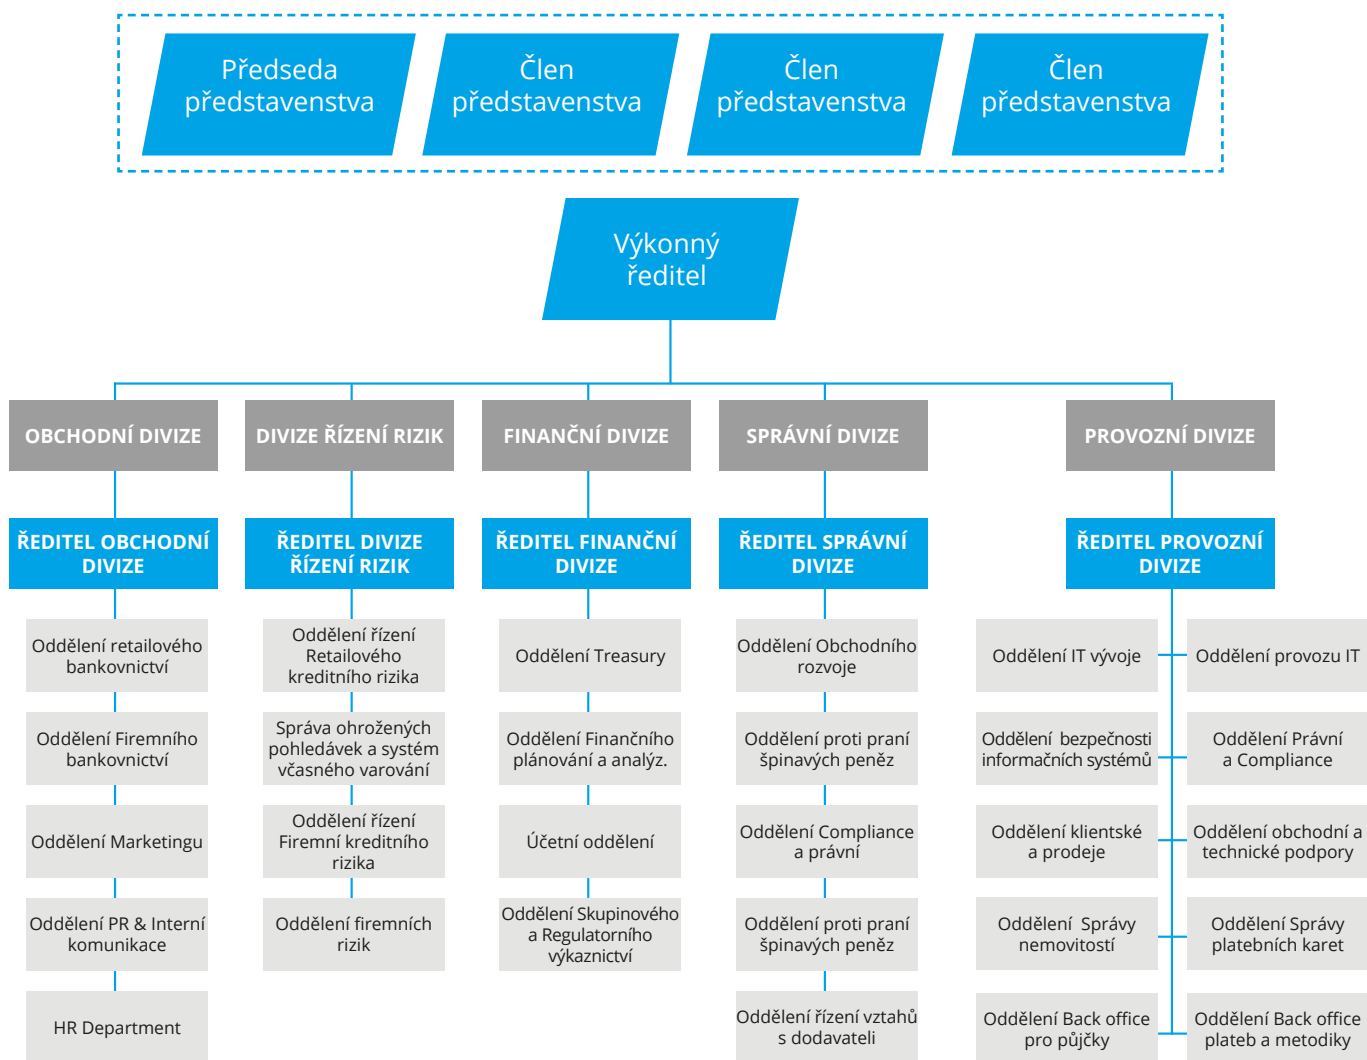 Předseda
představenstva
Člen
představenstva
Člen
představenstva
Člen
představenstva
Výkonný
ředitel
OBCHODNÍ DIVIZE
DIVIZE ŘÍZENÍ RIZIK
FINANČNÍ DIVIZE
SPRÁVNÍ DIVIZE
PROVOZNÍ DIVIZE
ŘEDITEL OBCHODNÍ
DIVIZE
ŘEDITEL DIVIZE
ŘÍZENÍ RIZIK
ŘEDITEL FINANČNÍ
DIVIZE
ŘEDITEL SPRÁVNÍ
DIVIZE
ŘEDITEL PROVOZNÍ
DIVIZE
Oddělení retailového
bankovnictví
Oddělení Firemního
bankovnictví
Oddělení Marketingu
Oddělení PR & Interní
komunikace
HR Department
Oddělení řízení
Retailového
kreditního rizika
Správa ohrožených
pohledávek a systém
včasného varování
Oddělení řízení
Firemní kreditního
rizika
Oddělení firemních
rizik
Oddělení Treasury
Oddělení Finančního
plánování a analýz.
Účetní oddělení
Oddělení Skupinového
a Regulatorního
výkaznictví
Oddělení Obchodního
rozvoje
Oddělení proti praní
špinavých peněz
Oddělení Compliance
a právní
Oddělení proti praní
špinavých peněz
Oddělení řízení vztahů
s dodavateli
Oddělení IT vývoje
Oddělení provozu IT
Oddělení bezpečnosti
informačních systémů
Oddělení Právní
a Compliance
Oddělení klientské
a prodeje
Oddělení obchodní a
technické podpory
Oddělení Správy
nemovitostí
Oddělení Správy
platebních karet
Oddělení Back office
pro půjčky
Oddělení Back office
plateb a metodiky